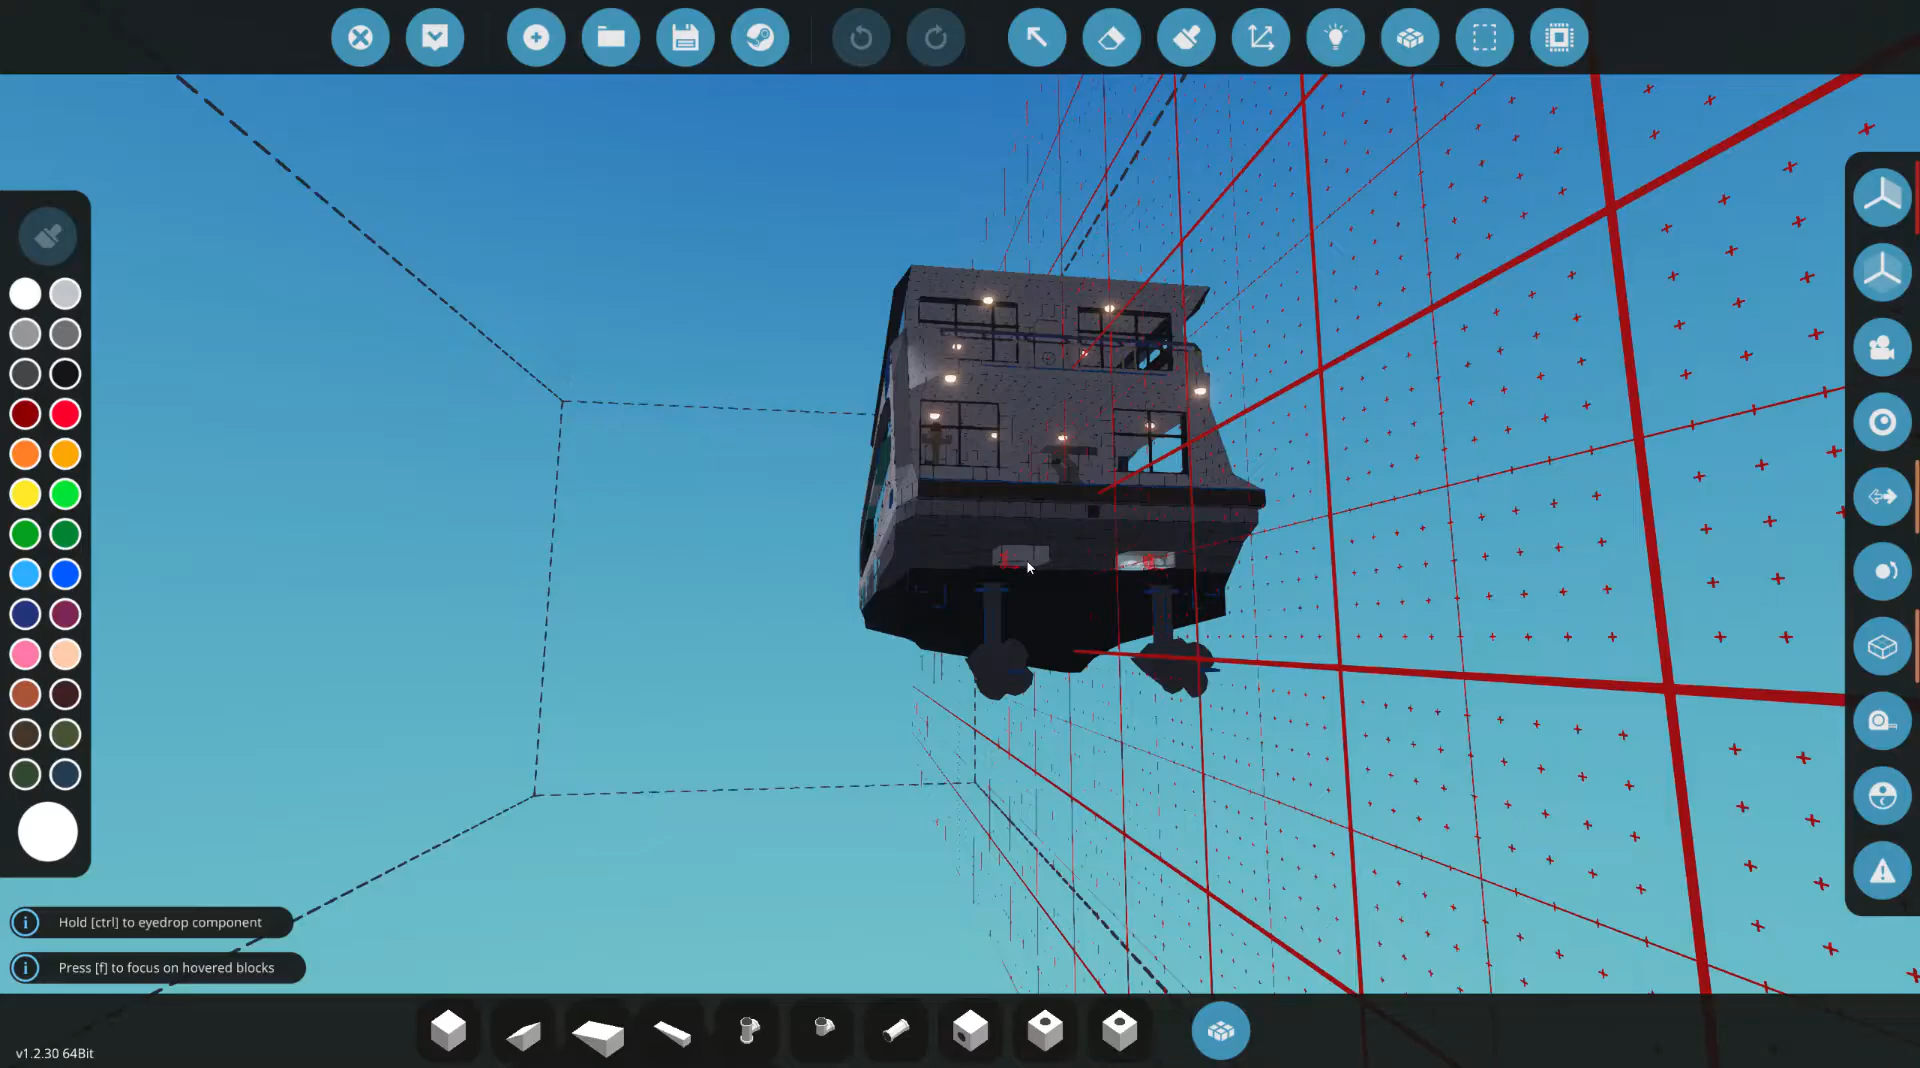 Hold [ctrl] to eyedrop component
Press [f] to focus on hovered blocks
v1.2.30 64Bit